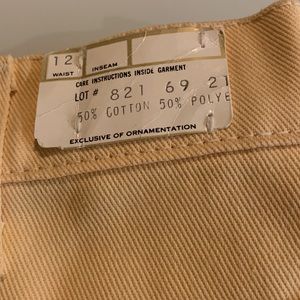 12
WAIST INSEAM
CARE INSTRUCTIONS INSIDE GARMENT
LOT # 821 69 21
50% COTTON 50% POLYE
EXCLUSIVE OF ORNAMENTATION